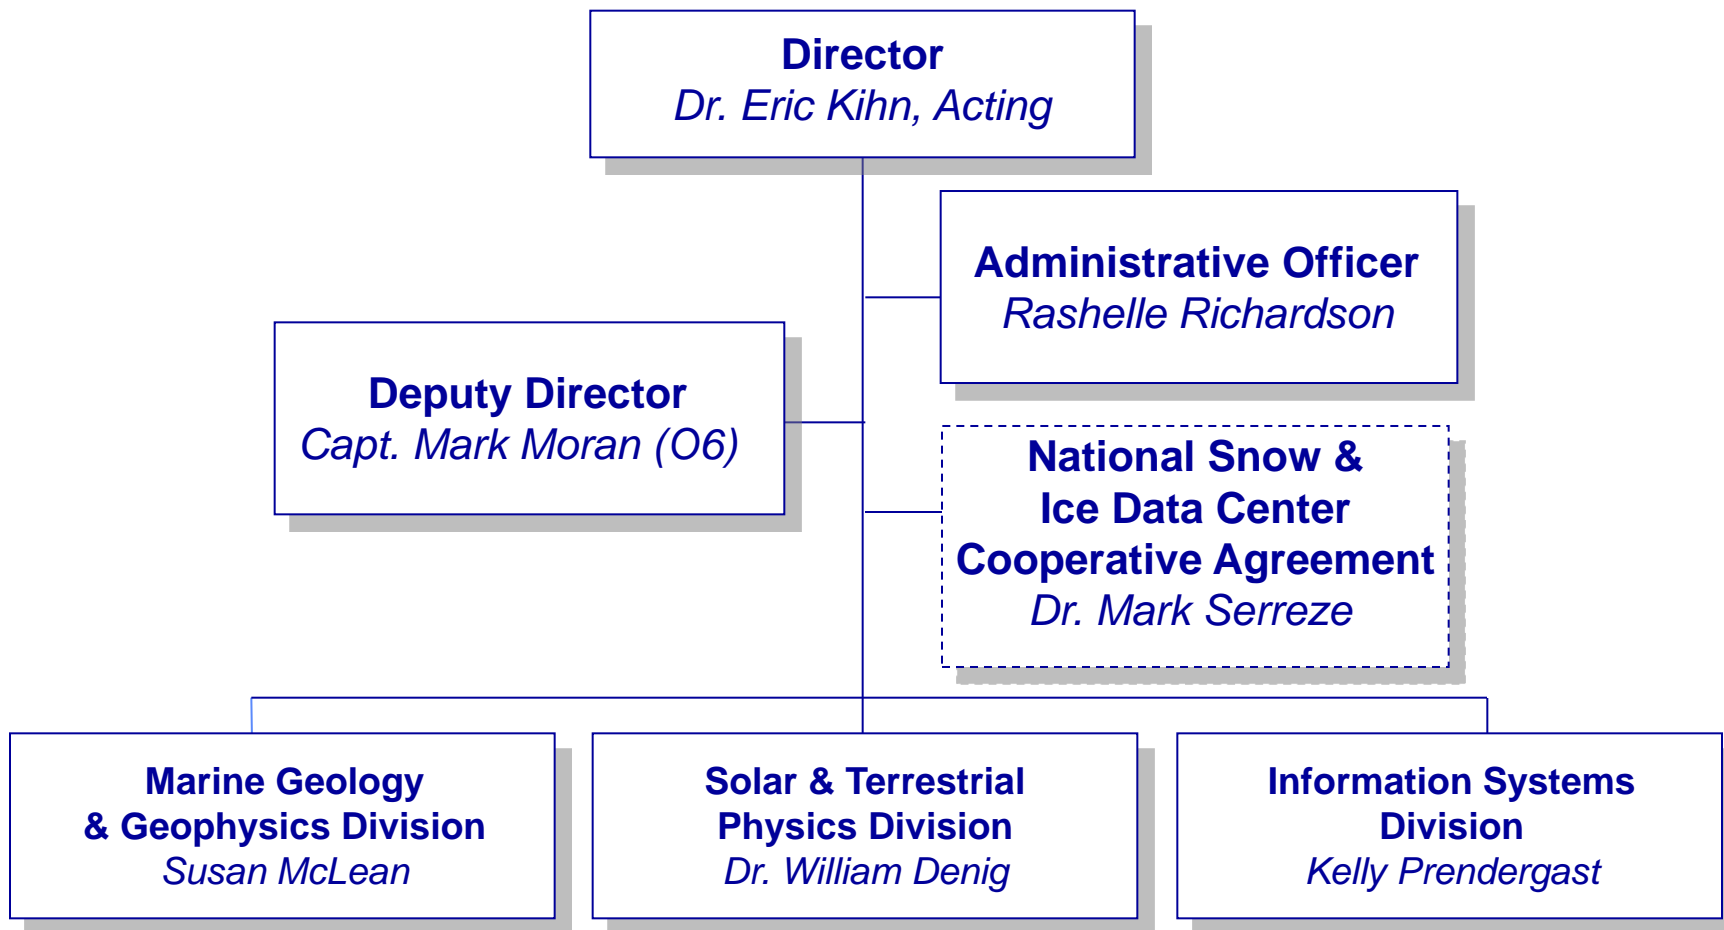 Director
Dr. Eric Kihn, Acting
Administrative Officer
Rashelle Richardson
Deputy Director
Capt. Mark Moran (O6)
National Snow &
Ice Data Center
Cooperative Agreement
Dr. Mark Serreze
Marine Geology
& Geophysics Division
Susan McLean
Solar & Terrestrial
Physics Division
Dr. William Denig
Information Systems
Division
Kelly Prendergast